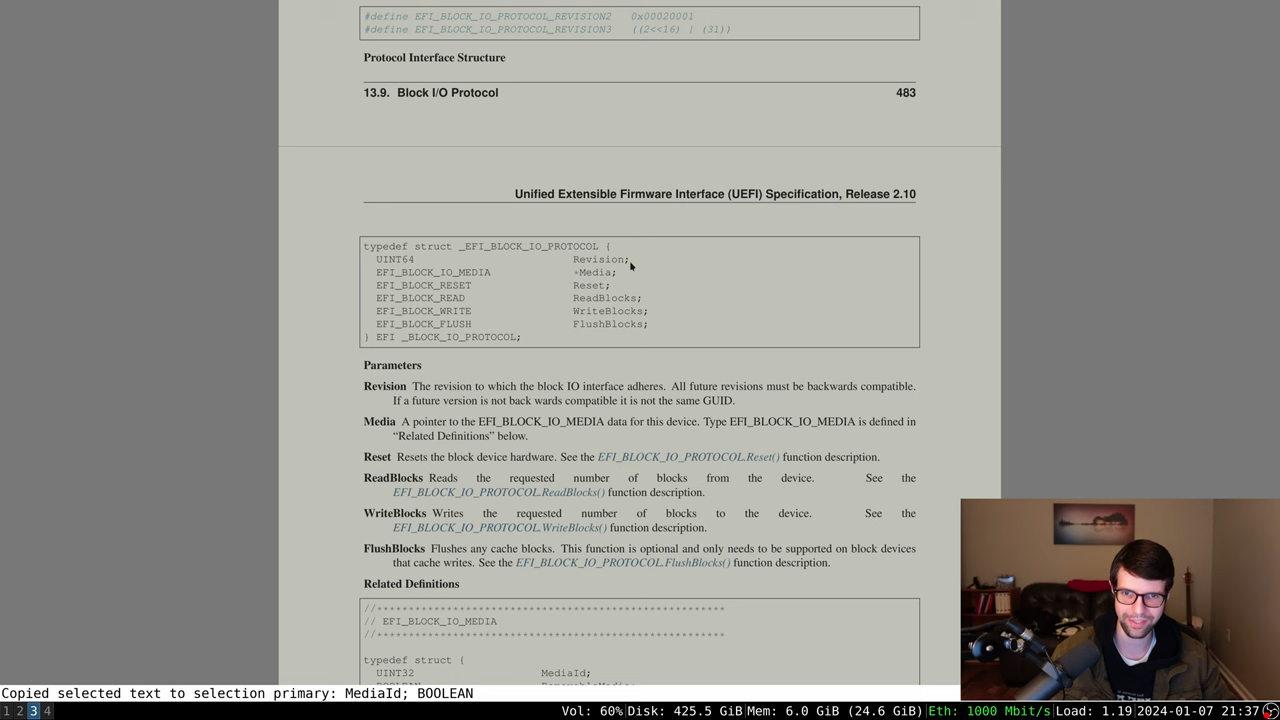 #define EFI_BLOCK_IO_PROTOCOL_REVISION2 0x00020001
#define EFI_BLOCK_IO_PROTOCOL_REVISION3 ((2<<16) | (31))
Protocol Interface Structure
13.9. Block I/O Protocol 483
Unified Extensible Firmware Interface (UEFI) Specification, Release 2.10
typedef struct _EFI_BLOCK_IO_PROTOCOL {
UINT64 Revision;
EFI_BLOCK_IO_MEDIA *Media;
EFI_BLOCK_RESET Reset;
EFI_BLOCK_READ ReadBlocks;
EFI_BLOCK_WRITE WriteBlocks;
EFI_BLOCK_FLUSH FlushBlocks;
} EFI _BLOCK_IO_PROTOCOL;
Parameters
Revision The revision to which the block IO interface adheres. All future revisions must be backwards compatible.
If a future version is not back wards compatible it is not the same GUID.
Media A pointer to the EFI_BLOCK_IO_MEDIA data for this device. Type EFI_BLOCK_IO_MEDIA is defined in
“Related Definitions” below.
Reset Resets the block device hardware. See the EFI_BLOCK_IO_PROTOCOL.Reset() function description.
ReadBlocks Reads the requested number of blocks from the device. See the
EFI_BLOCK_IO_PROTOCOL.ReadBlocks() function description.
WriteBlocks Writes the requested number of blocks to the device. See the
EFI_BLOCK_IO_PROTOCOL.WriteBlocks() function description.
FlushBlocks Flushes any cache blocks. This function is optional and only needs to be supported on block devices
that cache writes. See the EFI_BLOCK_IO_PROTOCOL.FlushBlocks() function description.
Related Definitions
//*******************************************************
// EFI_BLOCK_IO_MEDIA
//*******************************************************
typedef struct {
UINT32 MediaId;
Copied selected text to selection primary: MediaId; BOOLEAN
1 2 3 4 Vol: 60% Disk: 425.5 GiB Mem: 6.0 GiB (24.6 GiB) Eth: 1000 Mbit/s Load: 1.19 2024-01-07 21:37